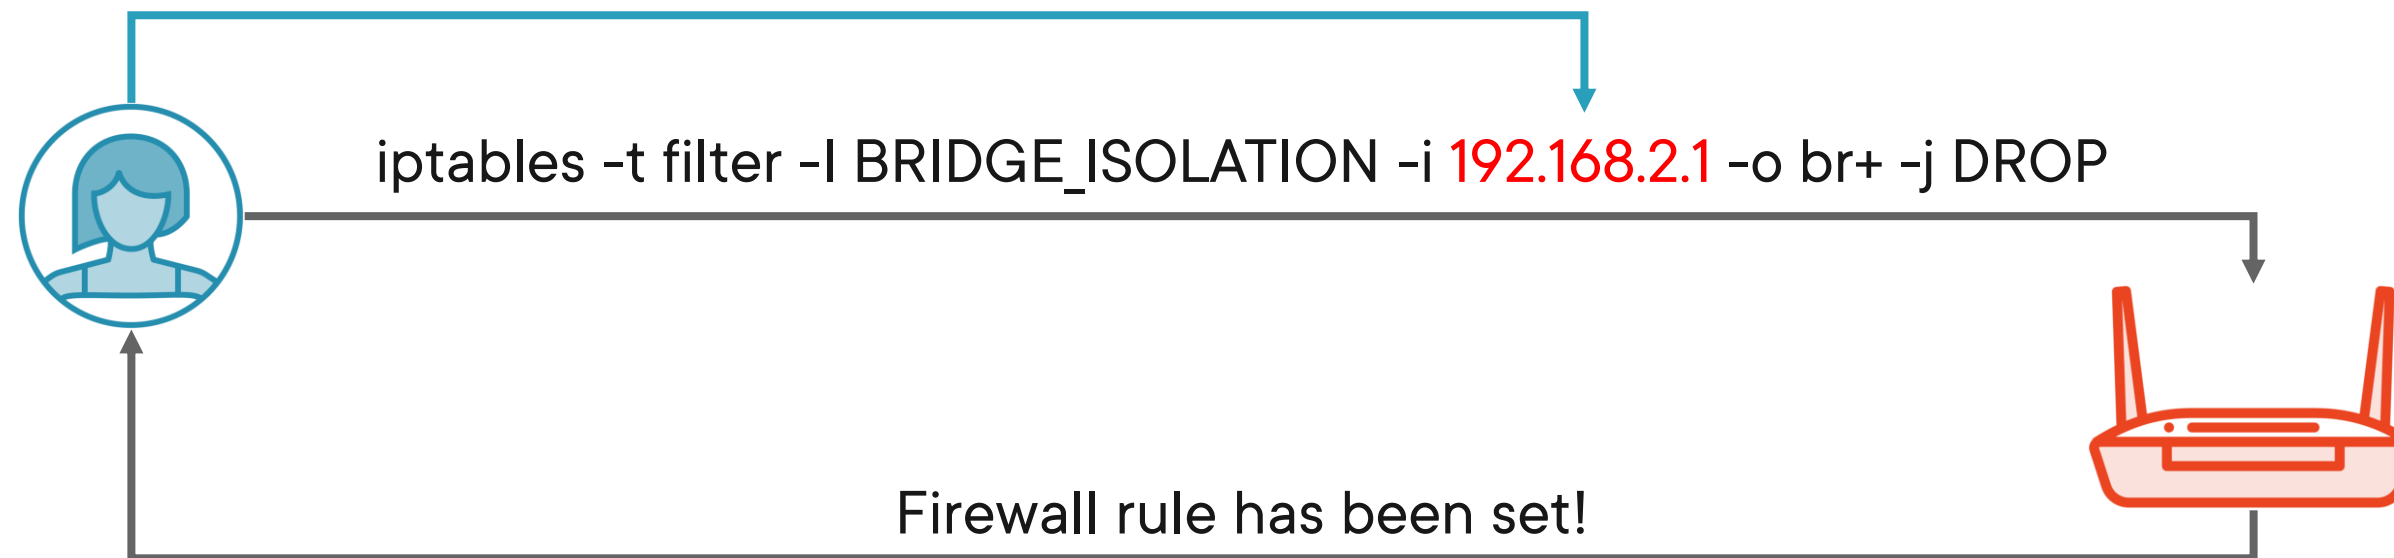 iptables -t filter -I BRIDGE_ISOLATION -i 192.168.2.1 -o br+ -j DROP
Firewall rule has been set!